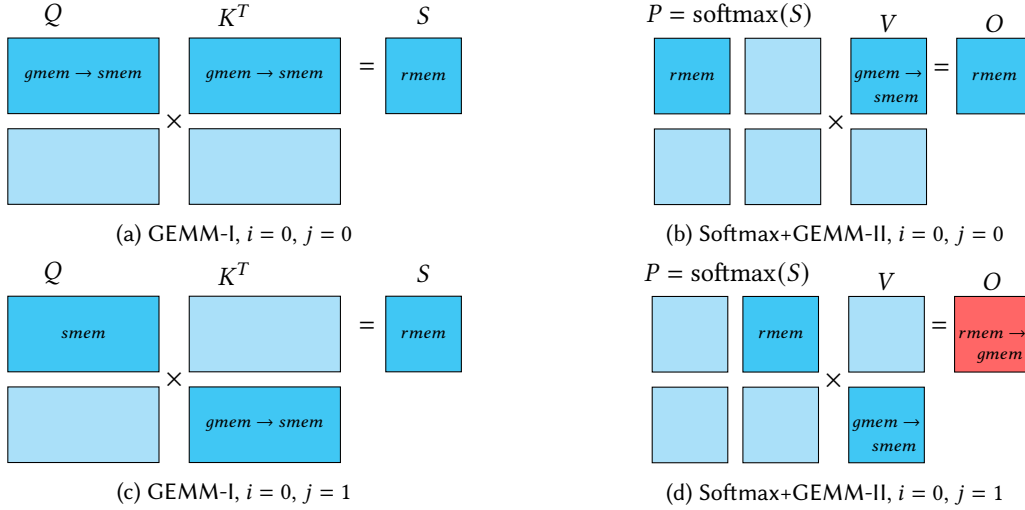 Q
K^T
S
gmem → smem
×
gmem → smem
=
rmem
(a) GEMM-I, i = 0, j = 0
P = softmax(S)
V
O
rmem
×
gmem →
smem
=
rmem
(b) Softmax+GEMM-II, i = 0, j = 0
Q
K^T
S
smem
×
gmem → smem
=
rmem
(c) GEMM-I, i = 0, j = 1
P = softmax(S)
V
O
rmem
×
gmem →
smem
=
rmem →
gmem
(d) Softmax+GEMM-II, i = 0, j = 1